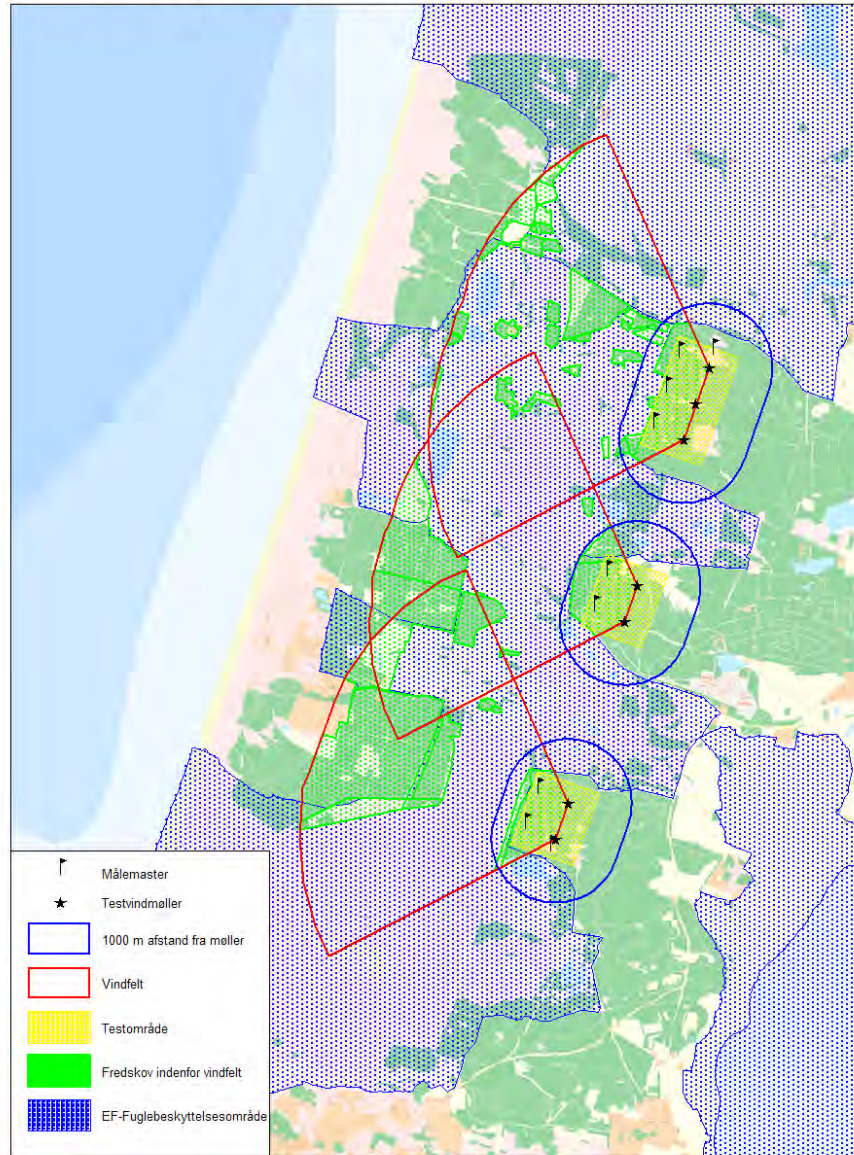 Målemaster
Testvindmøller
1000 m afstand fra møller
Vindfelt
Testområde
Fredskov indenfor vindfelt
EF-Fuglebeskyttelsesområde